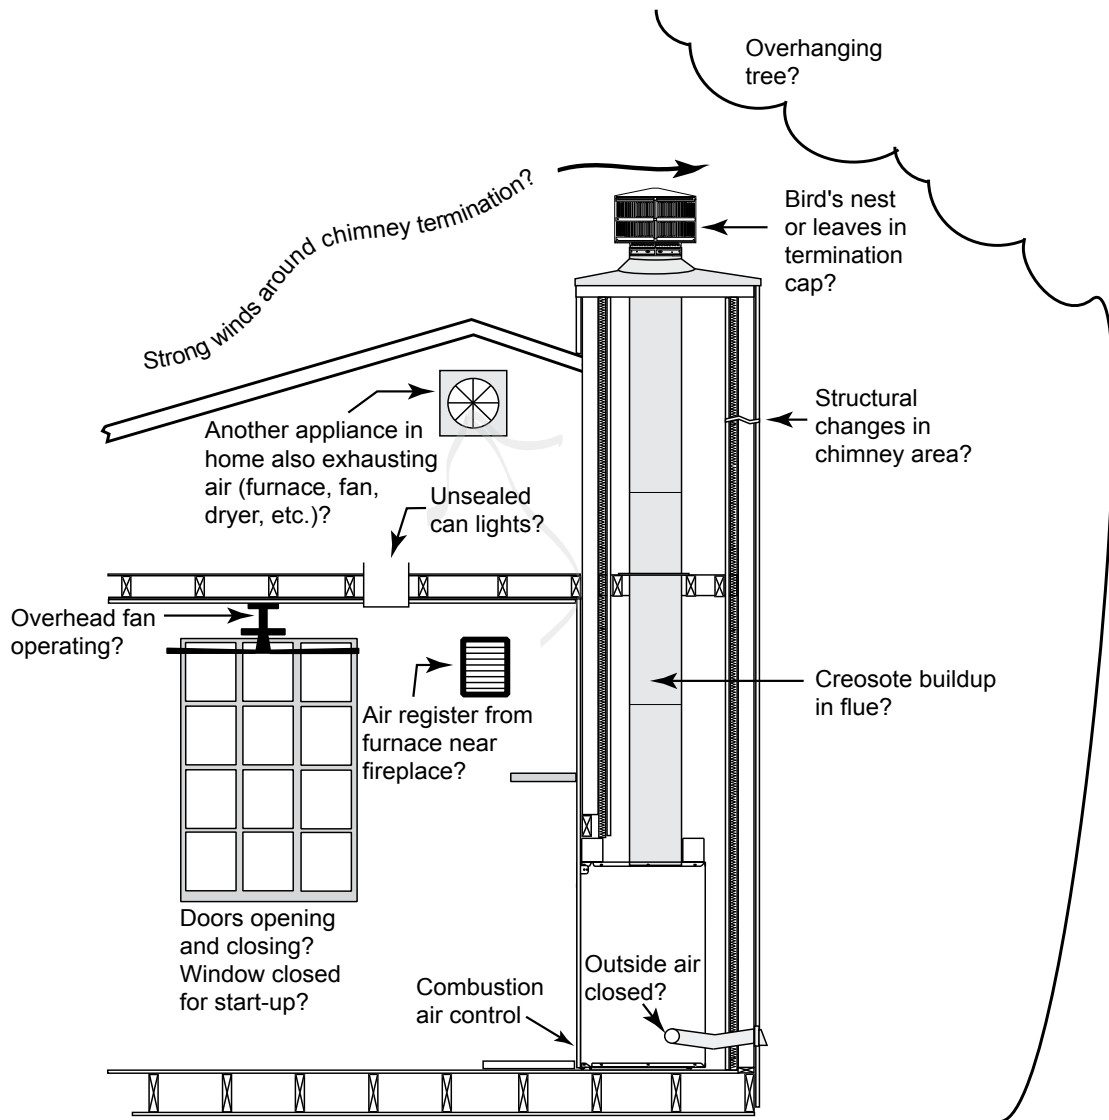 Overhanging
tree?
Strong winds around chimney termination?
Bird's nest
or leaves in
termination
cap?
Structural
changes in
chimney area?
Another appliance in
home also exhausting
air (furnace, fan,
dryer, etc.)?
Unsealed
can lights?
Overhead fan
operating?
Air register from
furnace near
fireplace?
Creosote buildup
in flue?
Doors opening
and closing?
Window closed
for start-up?
Combustion
air control
Outside air
closed?